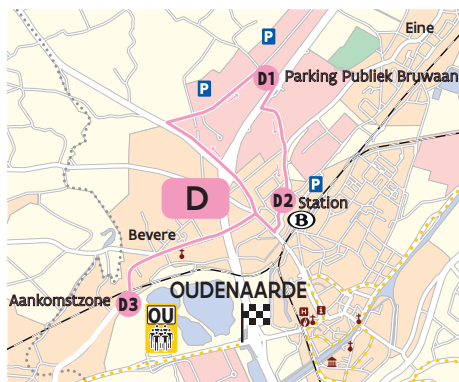 P
Eine
D1 Parking Publiek Bruwaan
P
P
D
D2 Station
B
Bevere
OUDENAARDE
Aankomstzone D3
OU
H i